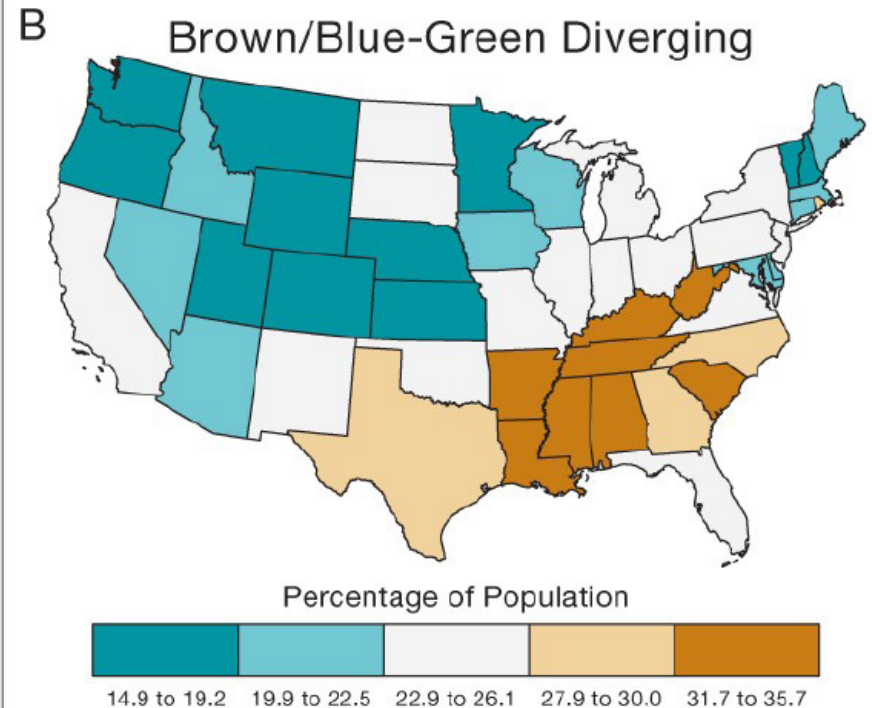 B
Brown/Blue-Green Diverging
Percentage of Population
14.9 to 19.2 19.9 to 22.5 22.9 to 26.1 27.9 to 30.0 31.7 to 35.7